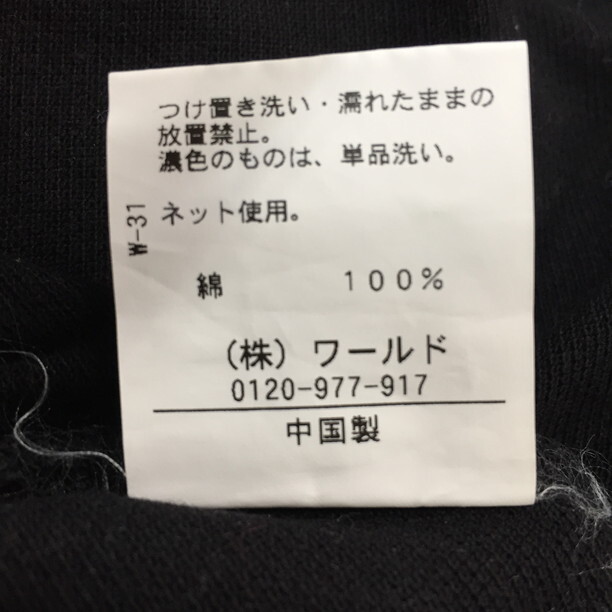 つけ置き洗い・濡れたままの
放置禁止。
濃色のものは、単品洗い。
ネット使用。
W-31
綿 100%
(株) ワールド
0120-977-917
中国製